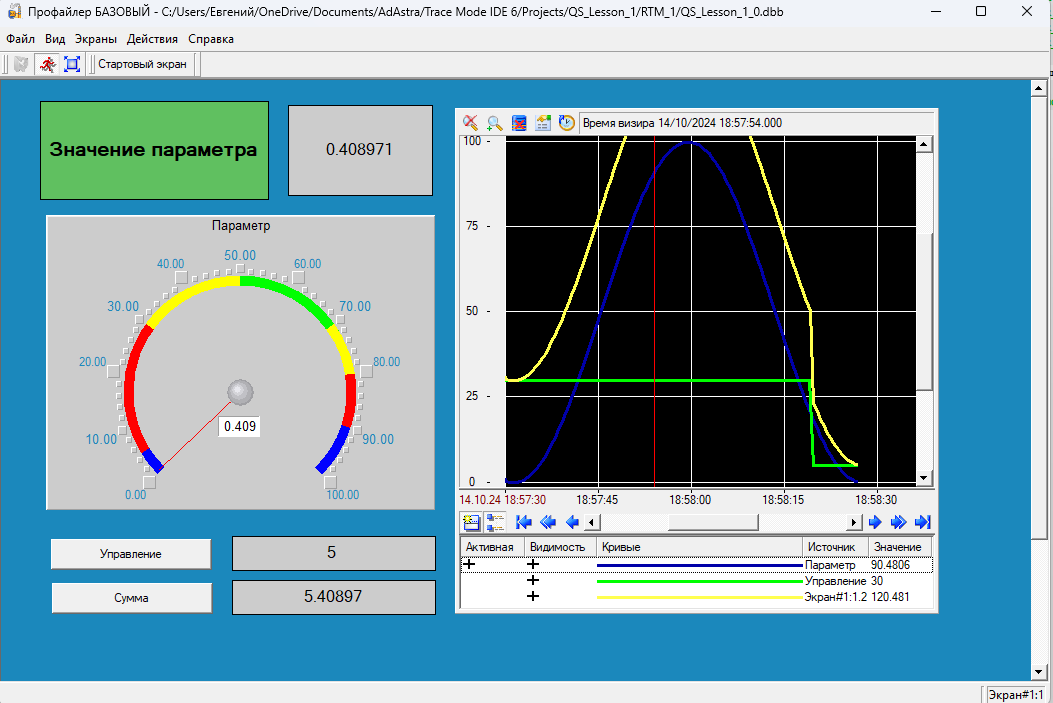 Профайлер БАЗОВЫЙ - C:/Users/Евгений/OneDrive/Documents/AdAstra/Trace Mode IDE 6/Projects/QS_Lesson_1/RTM_1/QS_Lesson_1_0.dbb
Файл Вид Экраны Действия Справка
Стартовый экран
Значение параметра
0.408971
Параметр
0.00
10.00
20.00
30.00
40.00
50.00
60.00
70.00
80.00
90.00
100.00
0.409
Управление
5
Сумма
5.40897
Время визира 14/10/2024 18:57:54.000
100 -
75 -
50 -
25 -
0 -
14.10.24 18:57:30 18:57:45 18:58:00 18:58:15 18:58:30
Активная Видимость Кривые Источник Значение
+ + Параметр 90.4806
+ Управление 30
+ Экран#1:1.2 120.481
Экран#1:1